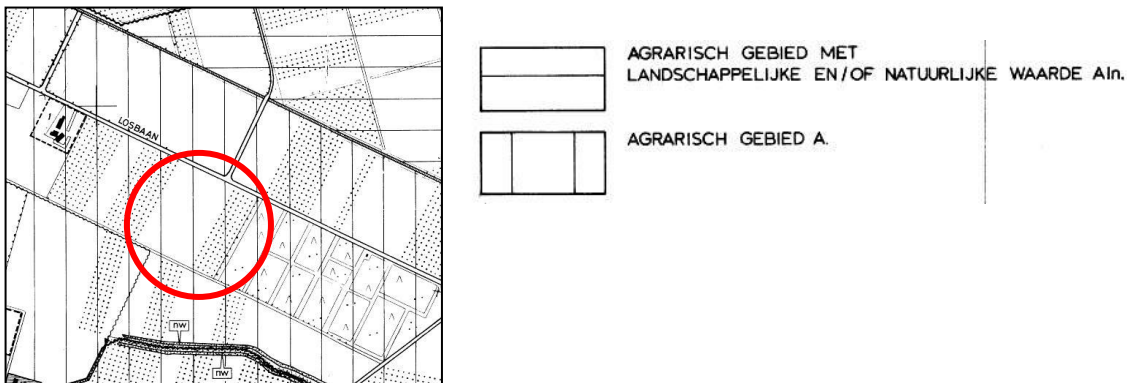 LOSBAAN
nw
nw
AGRARISCH GEBIED MET
LANDSCHAPPELIJKE EN/OF NATUURLIJKE WAARDE Aln.
AGRARISCH GEBIED A.